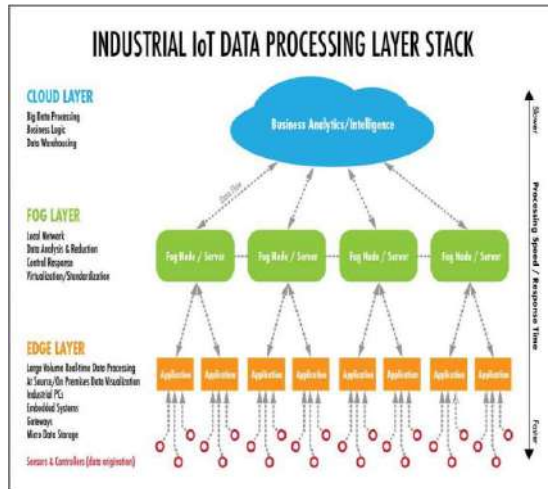 INDUSTRIAL IoT DATA PROCESSING LAYER STACK
CLOUD LAYER
Big Data Processing
Business Logic
Data Warehousing
Business Analytics/Intelligence
Slower
Data Flow
FOG LAYER
Local Network
Data Analysis & Reduction
Control Response
Virtualization/Standardization
Fog Node / Server
Fog Node / Server
Fog Node / Server
Fog Node / Server
Processing Speed / Response Time
EDGE LAYER
Large Volume Real-time Data Processing
At Source/On Premises Data Visualization
Industrial PCs
Embedded Systems
Gateways
Micro Data Storage
Application
Application
Application
Application
Application
Application
Application
Application
Sensors & Controllers (data origination)
Faster